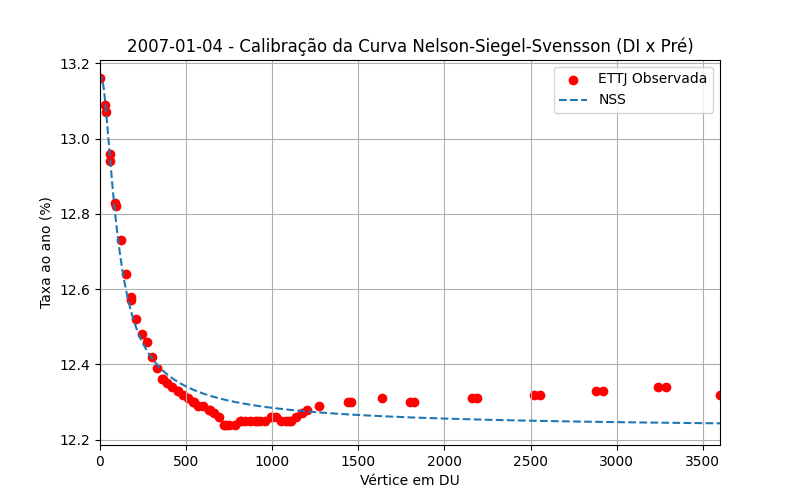 2007-01-04 - Calibração da Curva Nelson-Siegel-Svensson (DI x Pré)
ETTJ Observada
NSS
Taxa ao ano (%)
13.2
13.0
12.8
12.6
12.4
12.2
0 500 1000 1500 2000 2500 3000 3500
Vértice em DU